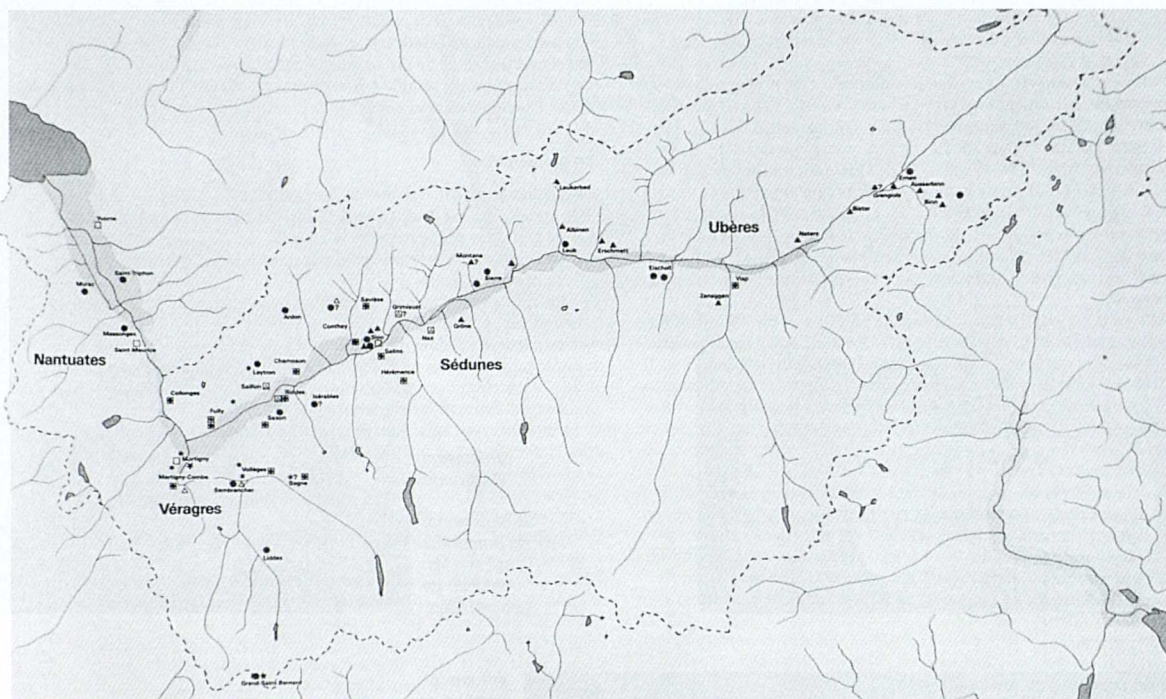 Yvorne
Saint-Triphon
Muraz
Massongex
Saint-Maurice
Nantuates
Collonges
Fully
Martigny
Martigny-Combe
Véragres
Sembrancher
Vollèges
Bagne
Liddes
Grand-Saint-Bernard
Leytron
Saillon
Chamoson
Riddes
Saxon
Isérables
?
Ardon
Conthey
?
Savièse
Grimisuat
?
Sion
Salins
Hérémence
Nax
Sédunes
Grône
Montana
?
Sierre
Leukerbad
Albinen
Leuk
Erschmatt
Ubères
Eischoll
Zeneggen
Visp
Naters
Bister
?
Grengiols
Ernen
Ausserbinn
Binn
?